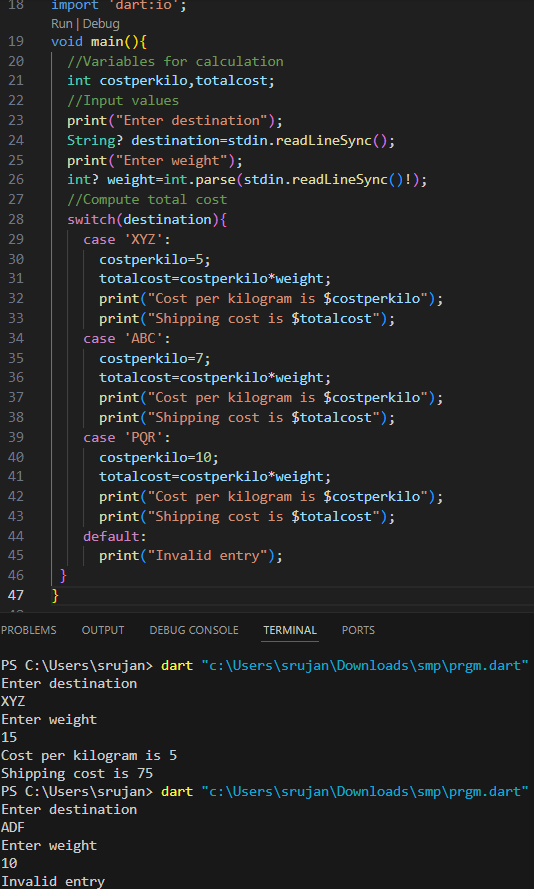 18 import 'dart:io';
Run | Debug
19 void main(){
20 //Variables for calculation
21 int costperkilo,totalcost;
22 //Input values
23 print("Enter destination");
24 String? destination=stdin.readLineSync();
25 print("Enter weight");
26 int? weight=int.parse(stdin.readLineSync()!);
27 //Compute total cost
28 switch(destination){
29 case 'XYZ':
30 costperkilo=5;
31 totalcost=costperkilo*weight;
32 print("Cost per kilogram is $costperkilo");
33 print("Shipping cost is $totalcost");
34 case 'ABC':
35 costperkilo=7;
36 totalcost=costperkilo*weight;
37 print("Cost per kilogram is $costperkilo");
38 print("Shipping cost is $totalcost");
39 case 'PQR':
40 costperkilo=10;
41 totalcost=costperkilo*weight;
42 print("Cost per kilogram is $costperkilo");
43 print("Shipping cost is $totalcost");
44 default:
45 print("Invalid entry");
46 }
47 }
PROBLEMS OUTPUT DEBUG CONSOLE TERMINAL PORTS
PS C:\Users\srujan> dart "c:\Users\srujan\Downloads\smp\prgm.dart"
Enter destination
XYZ
Enter weight
15
Cost per kilogram is 5
Shipping cost is 75
PS C:\Users\srujan> dart "c:\Users\srujan\Downloads\smp\prgm.dart"
Enter destination
ADF
Enter weight
10
Invalid entry